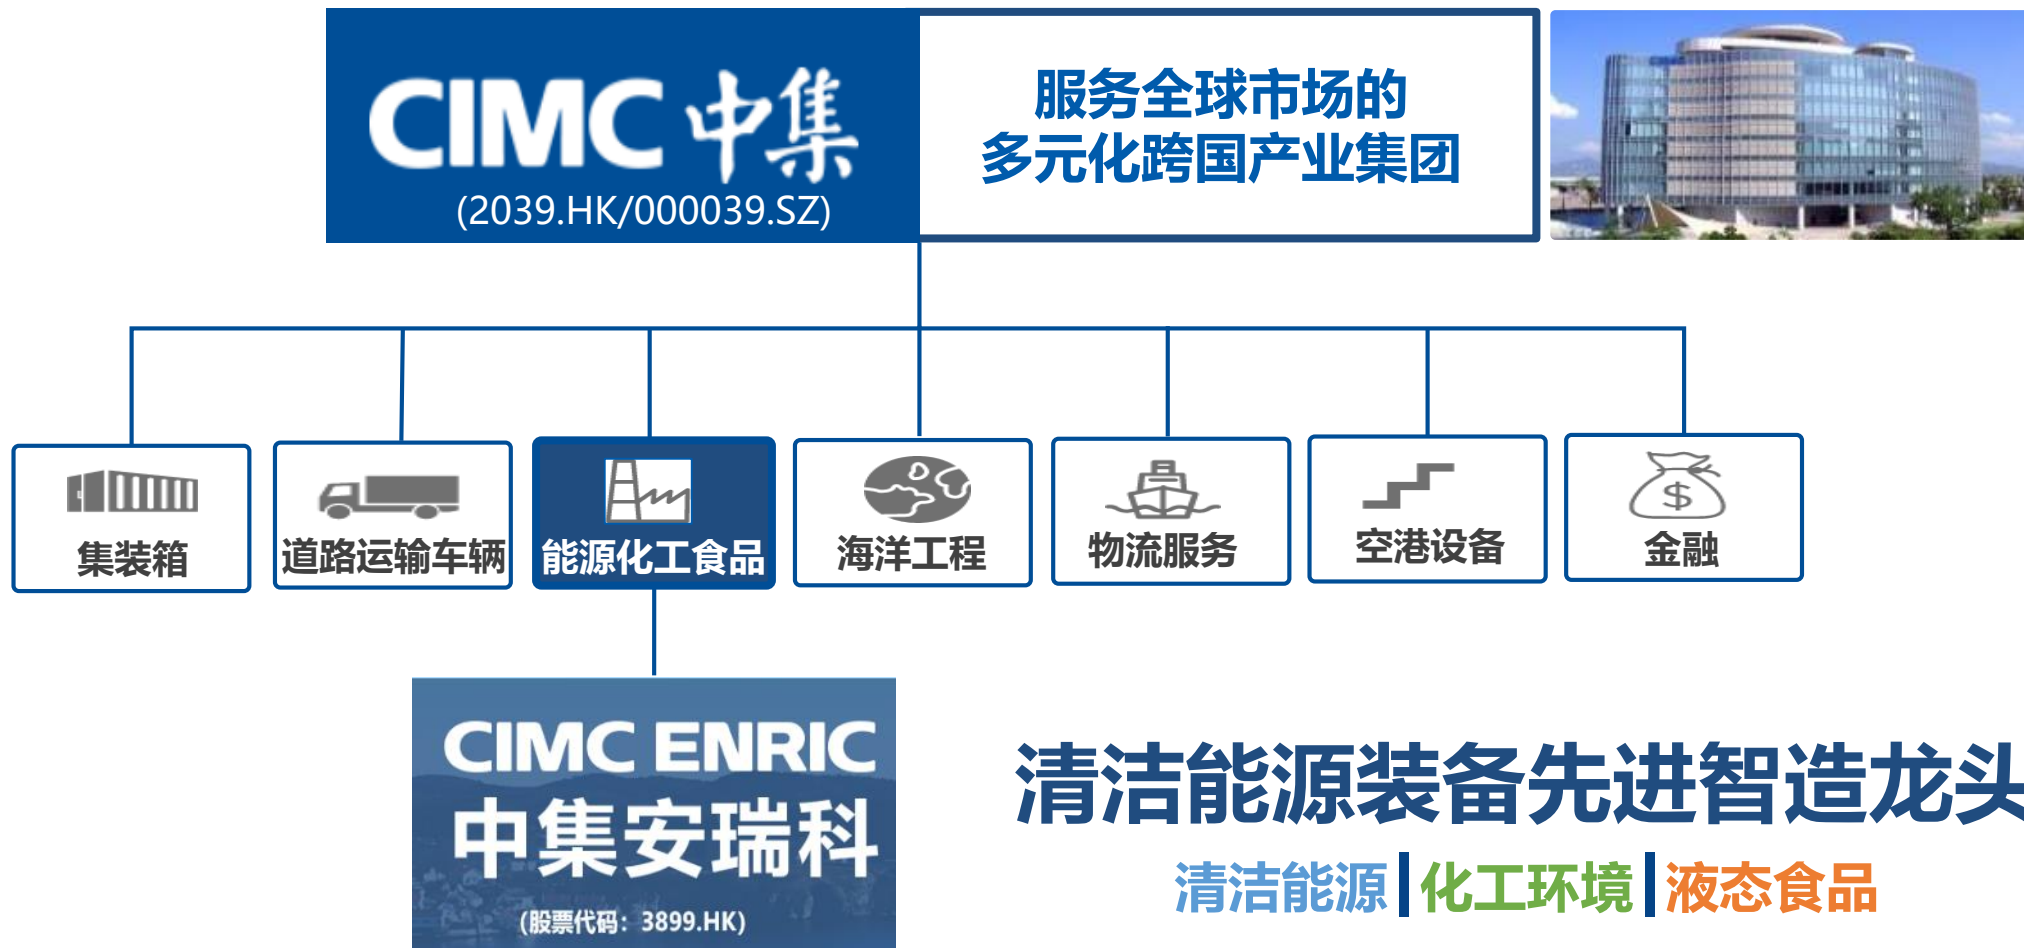 CIMC 中集
(2039.HK/000039.SZ)
服务全球市场的
多元化跨国产业集团
集装箱
道路运输车辆
能源化工食品
海洋工程
物流服务
空港设备
金融
CIMC ENRIC
中集安瑞科
(股票代码：3899.HK)
清洁能源装备先进智造龙头
清洁能源|化工环境|液态食品